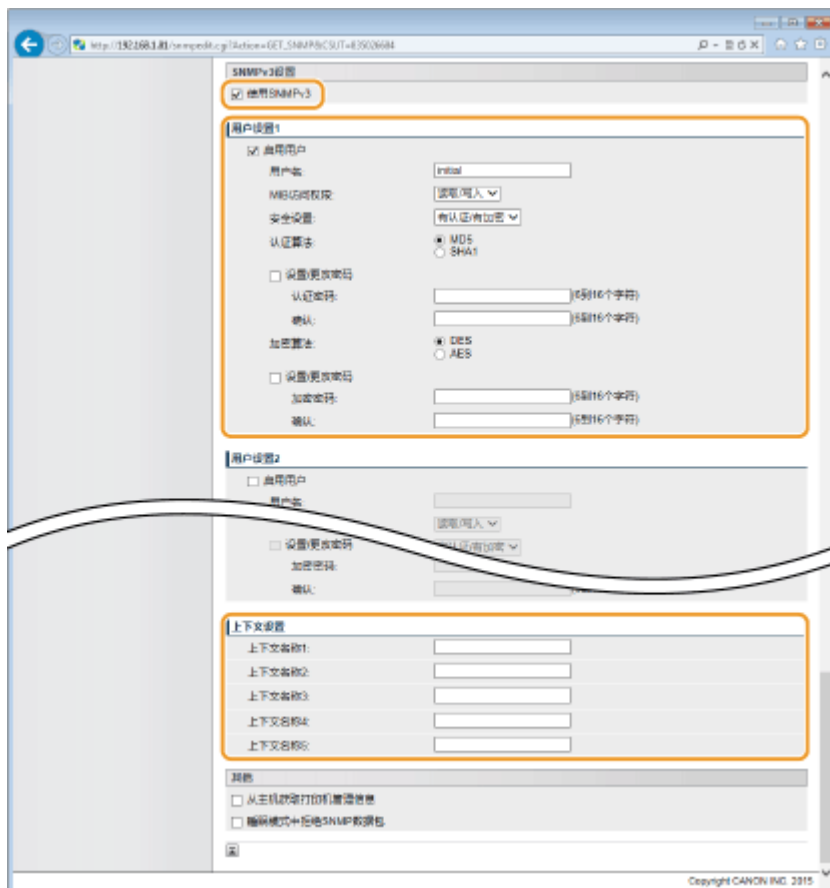 http://192.168.1.81/snmpedit.cgi?Action=GET_SNMP&CSUT=835026684
SNMPv3设置
使用SNMPv3
用户设置1
启用用户
用户名: initial
MIB访问权限: 读取/写入
安全设置: 有认证/有加密
认证算法: MD5
SHA1
设置/更改密码
认证密码: (6到16个字符)
确认: (6到16个字符)
加密算法: DES
AES
设置/更改密码
加密密码: (6到16个字符)
确认: (6到16个字符)
用户设置2
启用用户
用户名:
读取/写入
设置/更改密码 有认证/有加密
加密密码:
确认:
上下文设置
上下文名称1:
上下文名称2:
上下文名称3:
上下文名称4:
上下文名称5:
其他
从主机获取打印机管理信息
睡眠模式中拒绝SNMP数据包
Copyright CANON INC. 2015